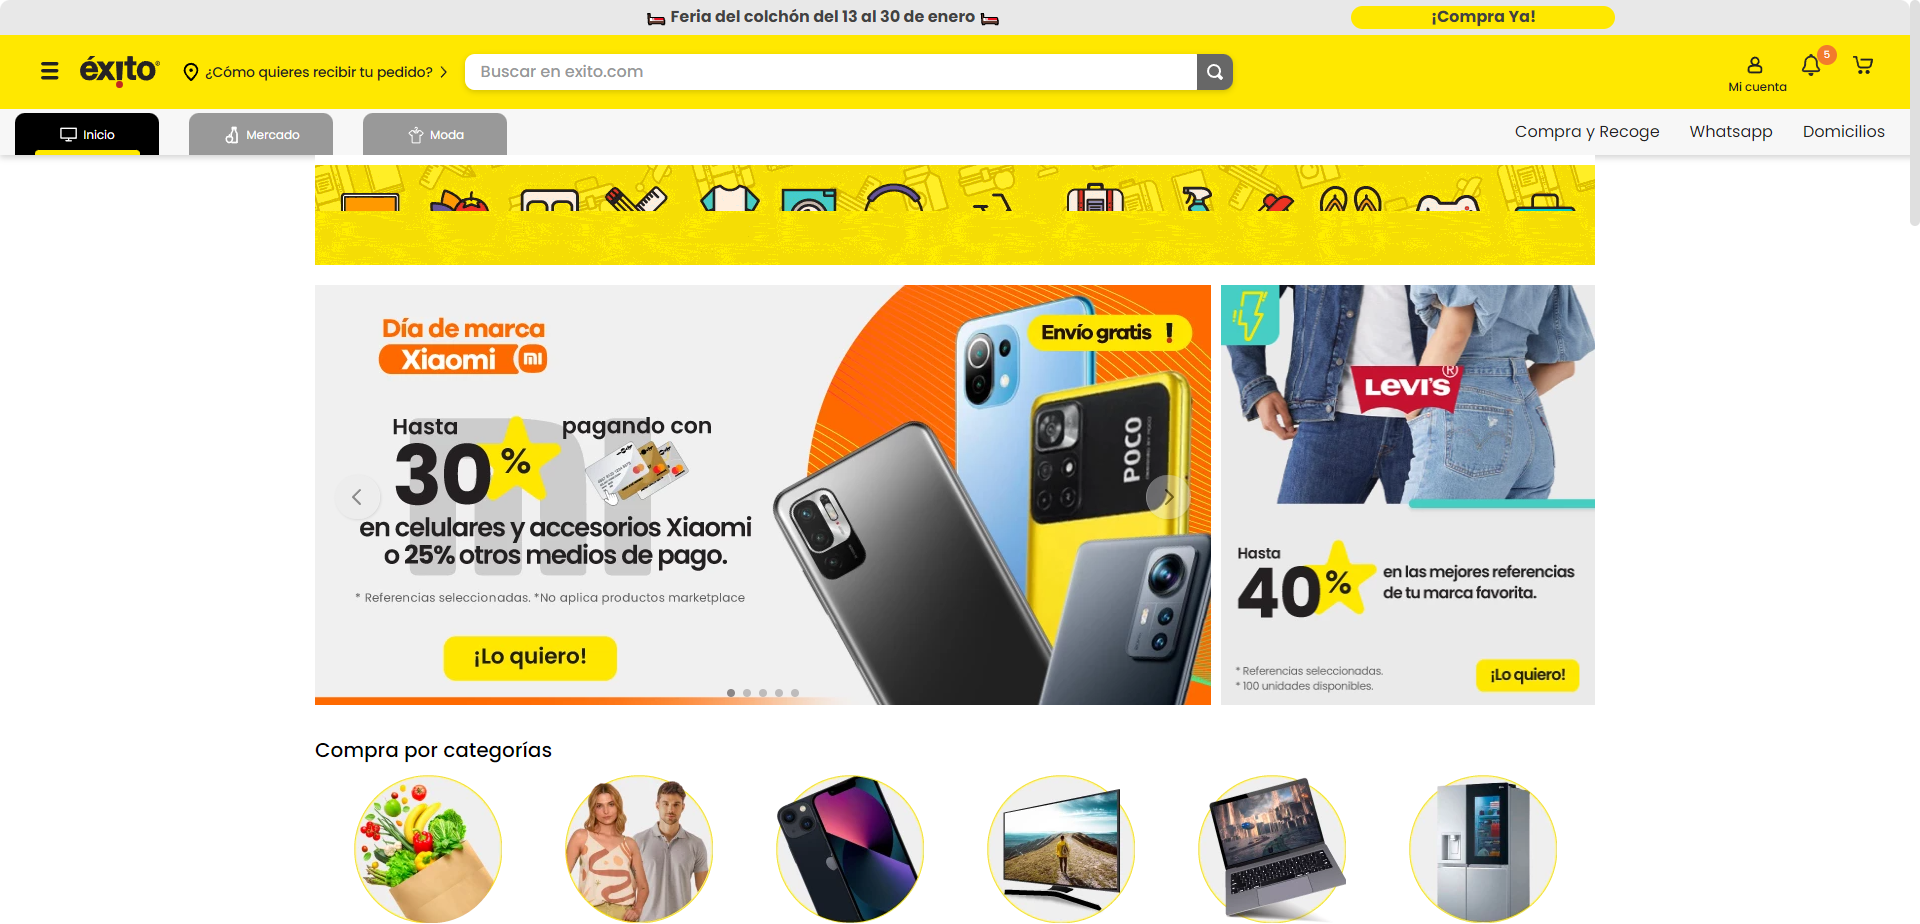 Feria del colchón del 13 al 30 de enero
¡Compra Ya!
éxito
¿Cómo quieres recibir tu pedido?
Buscar en exito.com
Mi cuenta
5
Inicio
Mercado
Moda
Compra y Recoge
Whatsapp
Domicilios
Día de marca
Xiaomi
mi
Envío gratis !
Hasta
30%
pagando con
en celulares y accesorios Xiaomi
o 25% otros medios de pago.
* Referencias seleccionadas. *No aplica productos marketplace
¡Lo quiero!
POCO
LEVI'S®
Hasta
40%
en las mejores referencias
de tu marca favorita.
* Referencias seleccionadas.
* 100 unidades disponibles.
¡Lo quiero!
Compra por categorías